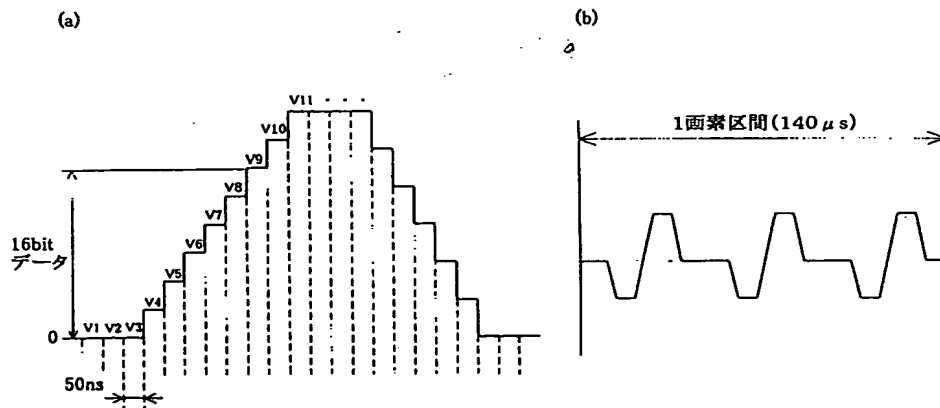 (a)
V11 . . .
V10
V9
V8
V7
V6
V5
V4
0 V1 V2 V3
16bit
データ
50ns
(b)
1画素区間(140μs)